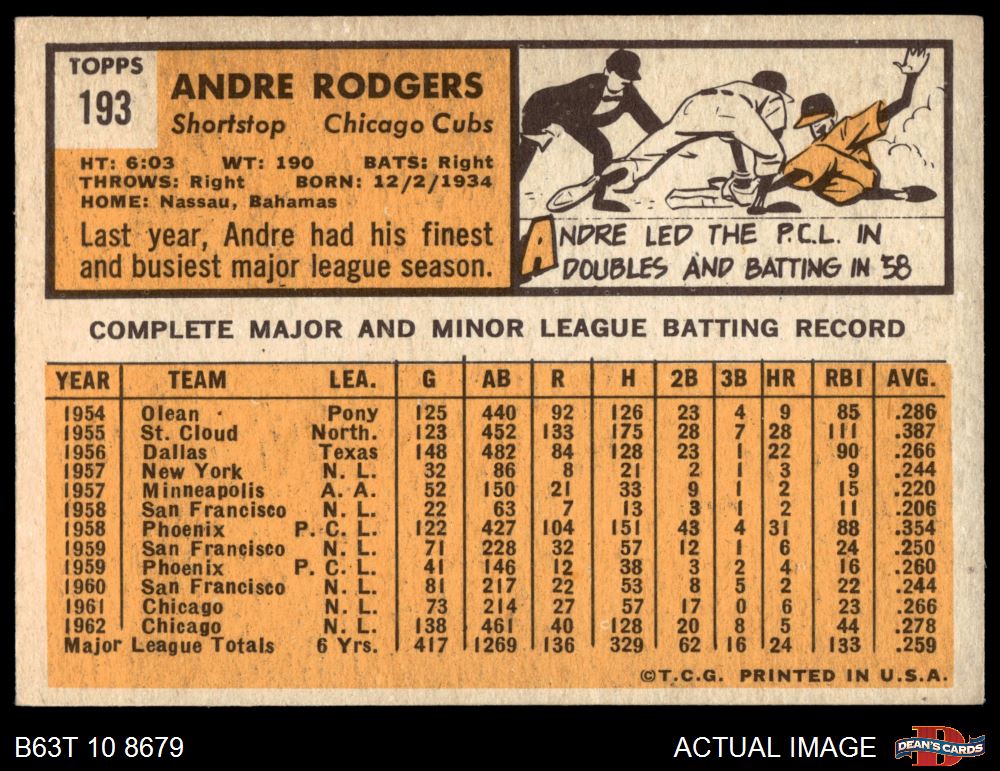 TOPPS
193
ANDRE RODGERS
Shortstop Chicago Cubs
HT: 6:03 WT: 190 BATS: Right
THROWS: Right BORN: 12/2/1934
HOME: Nassau, Bahamas
Last year, Andre had his finest
and busiest major league season.
ANDRE LED THE P.C.L. IN
DOUBLES AND BATTING IN '58
COMPLETE MAJOR AND MINOR LEAGUE BATTING RECORD
YEAR TEAM LEA. G AB R H 2B 3B HR RBI AVG.
1954 Olean Pony 125 440 92 126 23 4 9 85 .286
1955 St. Cloud North. 123 452 133 175 28 7 28 111 .387
1956 Dallas Texas 148 482 84 128 23 1 22 90 .266
1957 New York N. L. 32 86 8 21 2 1 3 9 .244
1957 Minneapolis A. A. 52 150 21 33 9 1 2 15 .220
1958 San Francisco N. L. 22 63 7 13 3 1 2 11 .206
1958 Phoenix P. C. L. 122 427 104 151 43 4 31 88 .354
1959 San Francisco N. L. 71 228 32 57 12 1 6 24 .250
1959 Phoenix P. C. L. 41 146 12 38 3 2 4 16 .260
1960 San Francisco N. L. 81 217 22 53 8 5 2 22 .244
1961 Chicago N. L. 73 214 27 57 17 0 6 23 .266
1962 Chicago N. L. 138 461 40 128 20 8 5 44 .278
Major League Totals 6 Yrs. 417 1269 136 329 62 16 24 133 .259
©T.C.G. PRINTED IN U.S.A.
B63T 10 8679
ACTUAL IMAGE
DEAN'S CARDS